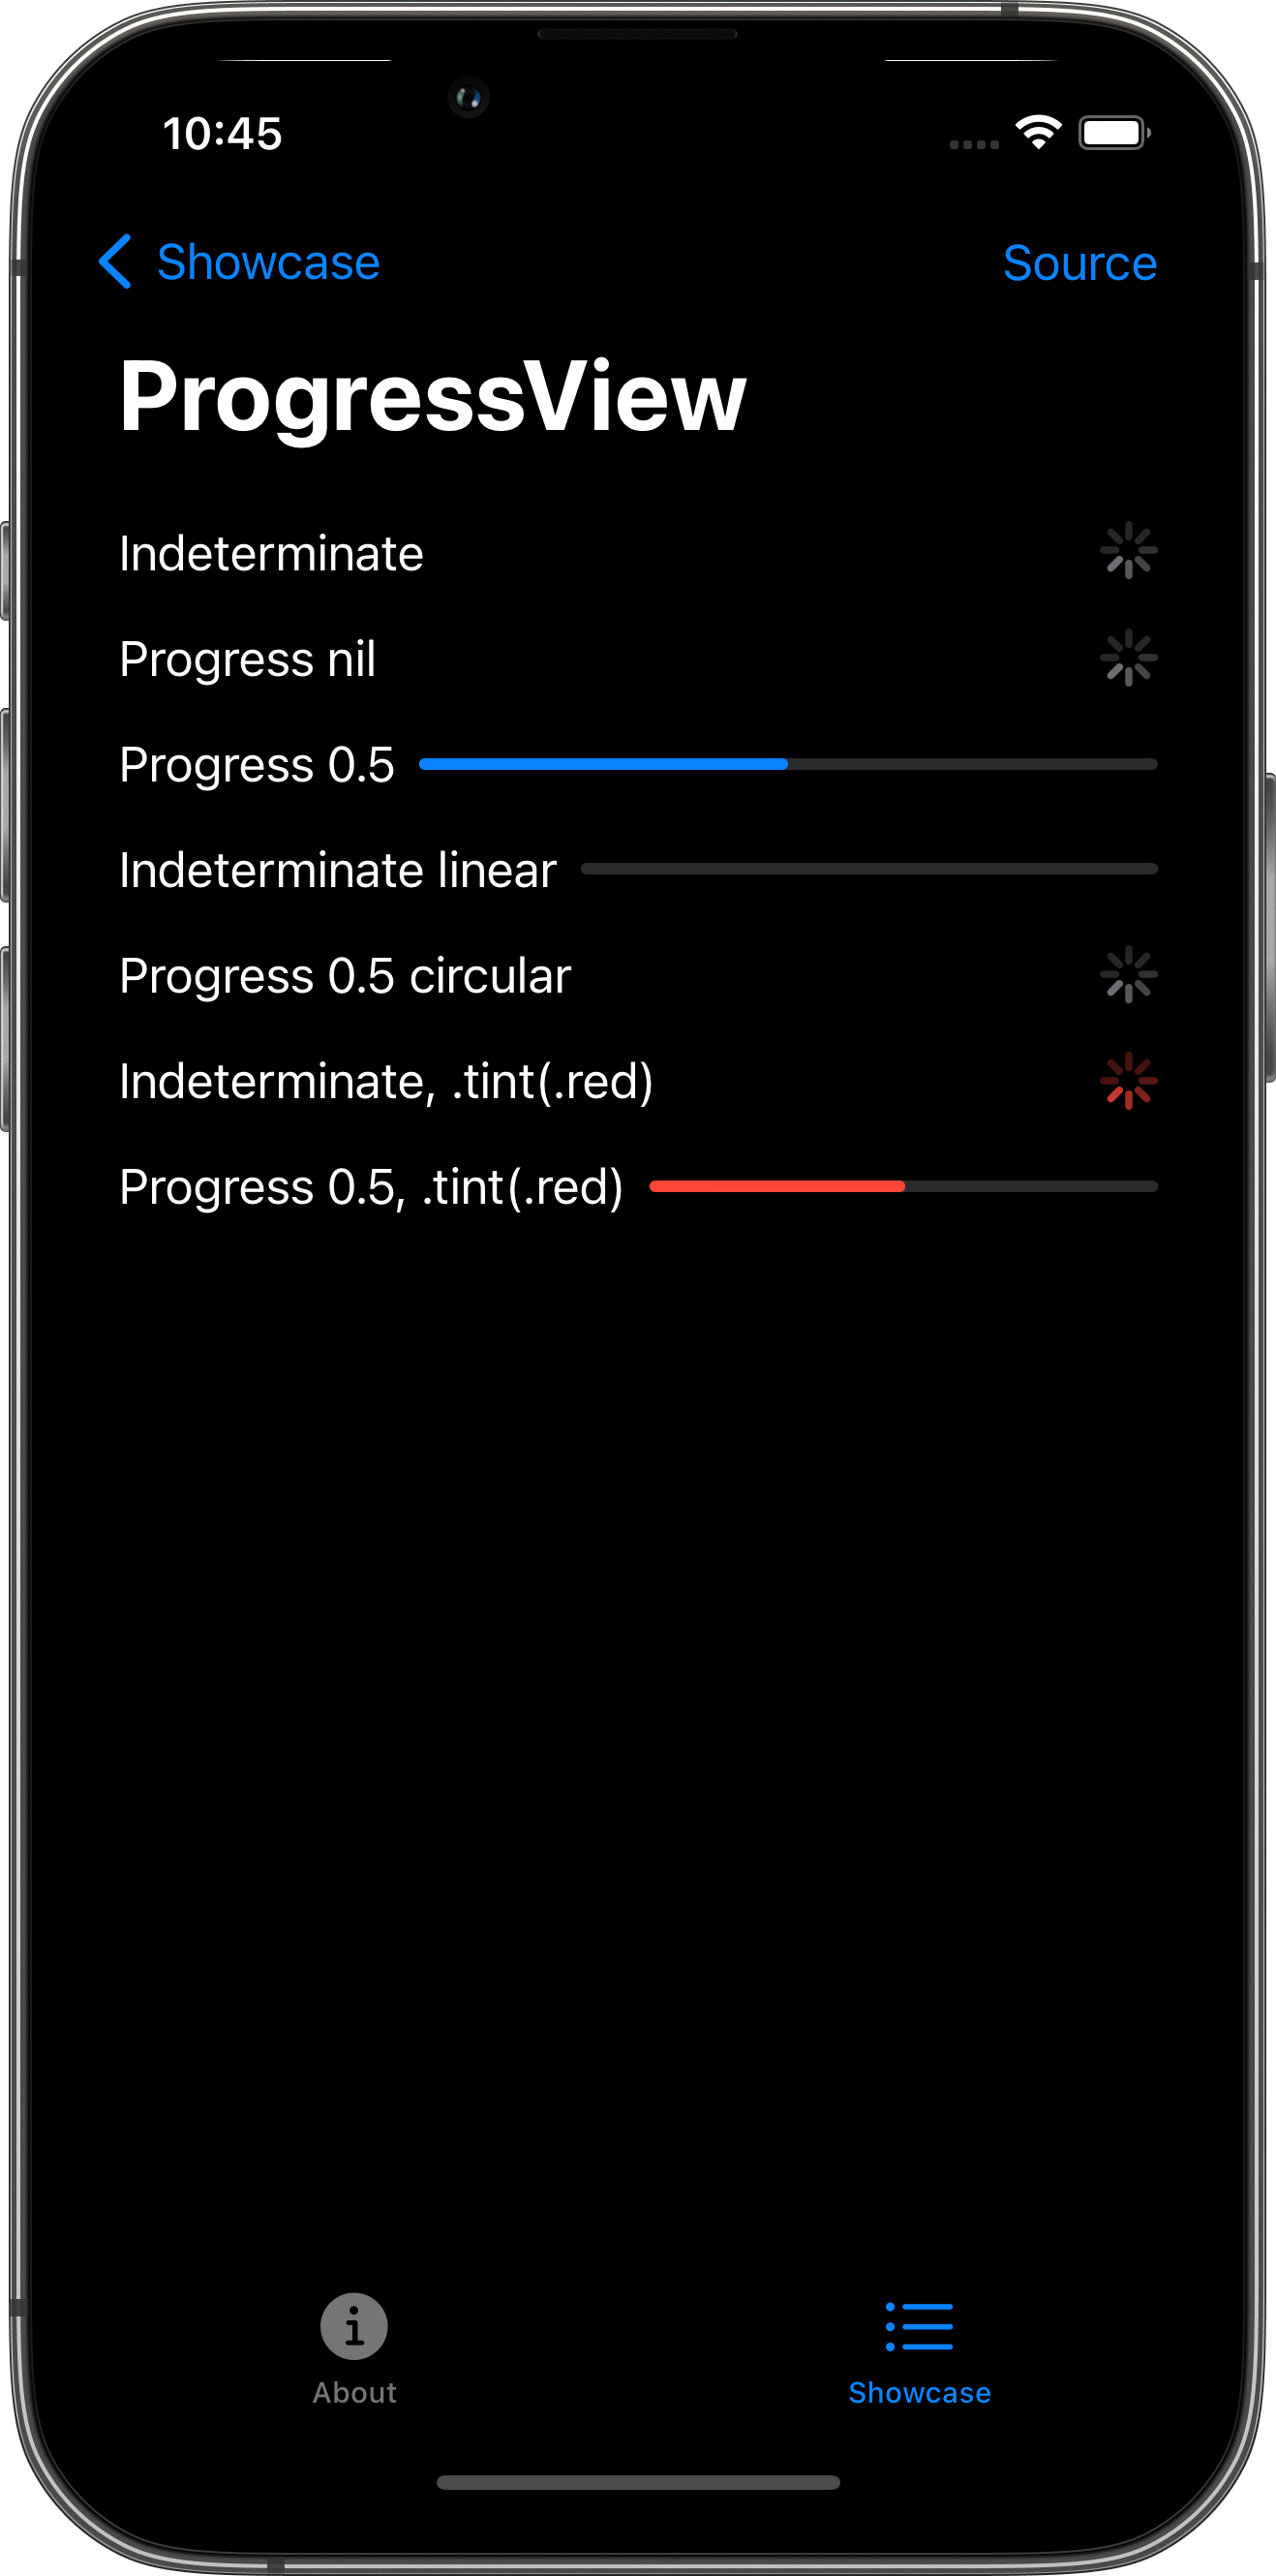 10:45
Showcase
Source
ProgressView
Indeterminate
Progress nil
Progress 0.5
Indeterminate linear
Progress 0.5 circular
Indeterminate, .tint(.red)
Progress 0.5, .tint(.red)
About
Showcase